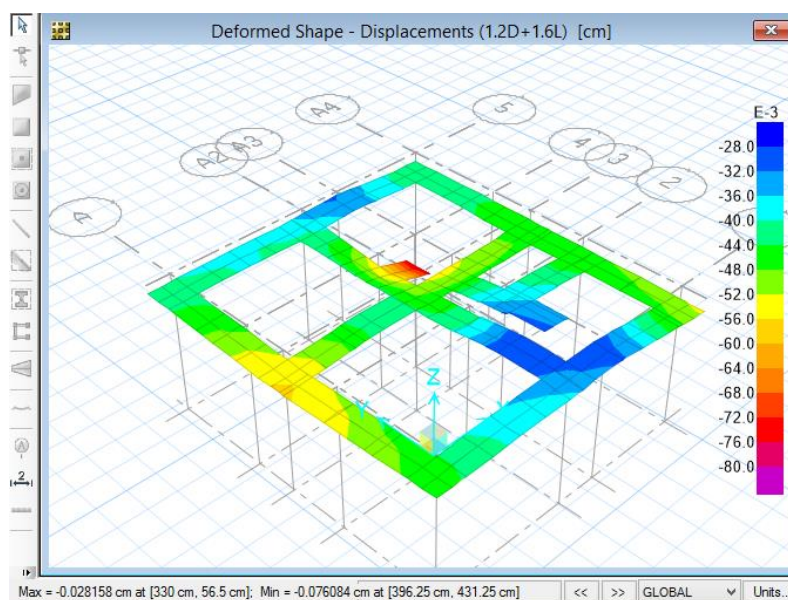 Deformed Shape - Displacements (1.2D+1.6L) [cm]
A
A2
A3
A4
5
4
3
2
E-3
-28.0
-32.0
-36.0
-40.0
-44.0
-48.0
-52.0
-56.0
-60.0
-64.0
-68.0
-72.0
-76.0
-80.0
Z
2
Max = -0.028158 cm at [330 cm, 56.5 cm]; Min = -0.076084 cm at [396.25 cm, 431.25 cm]
<< >> GLOBAL Units...